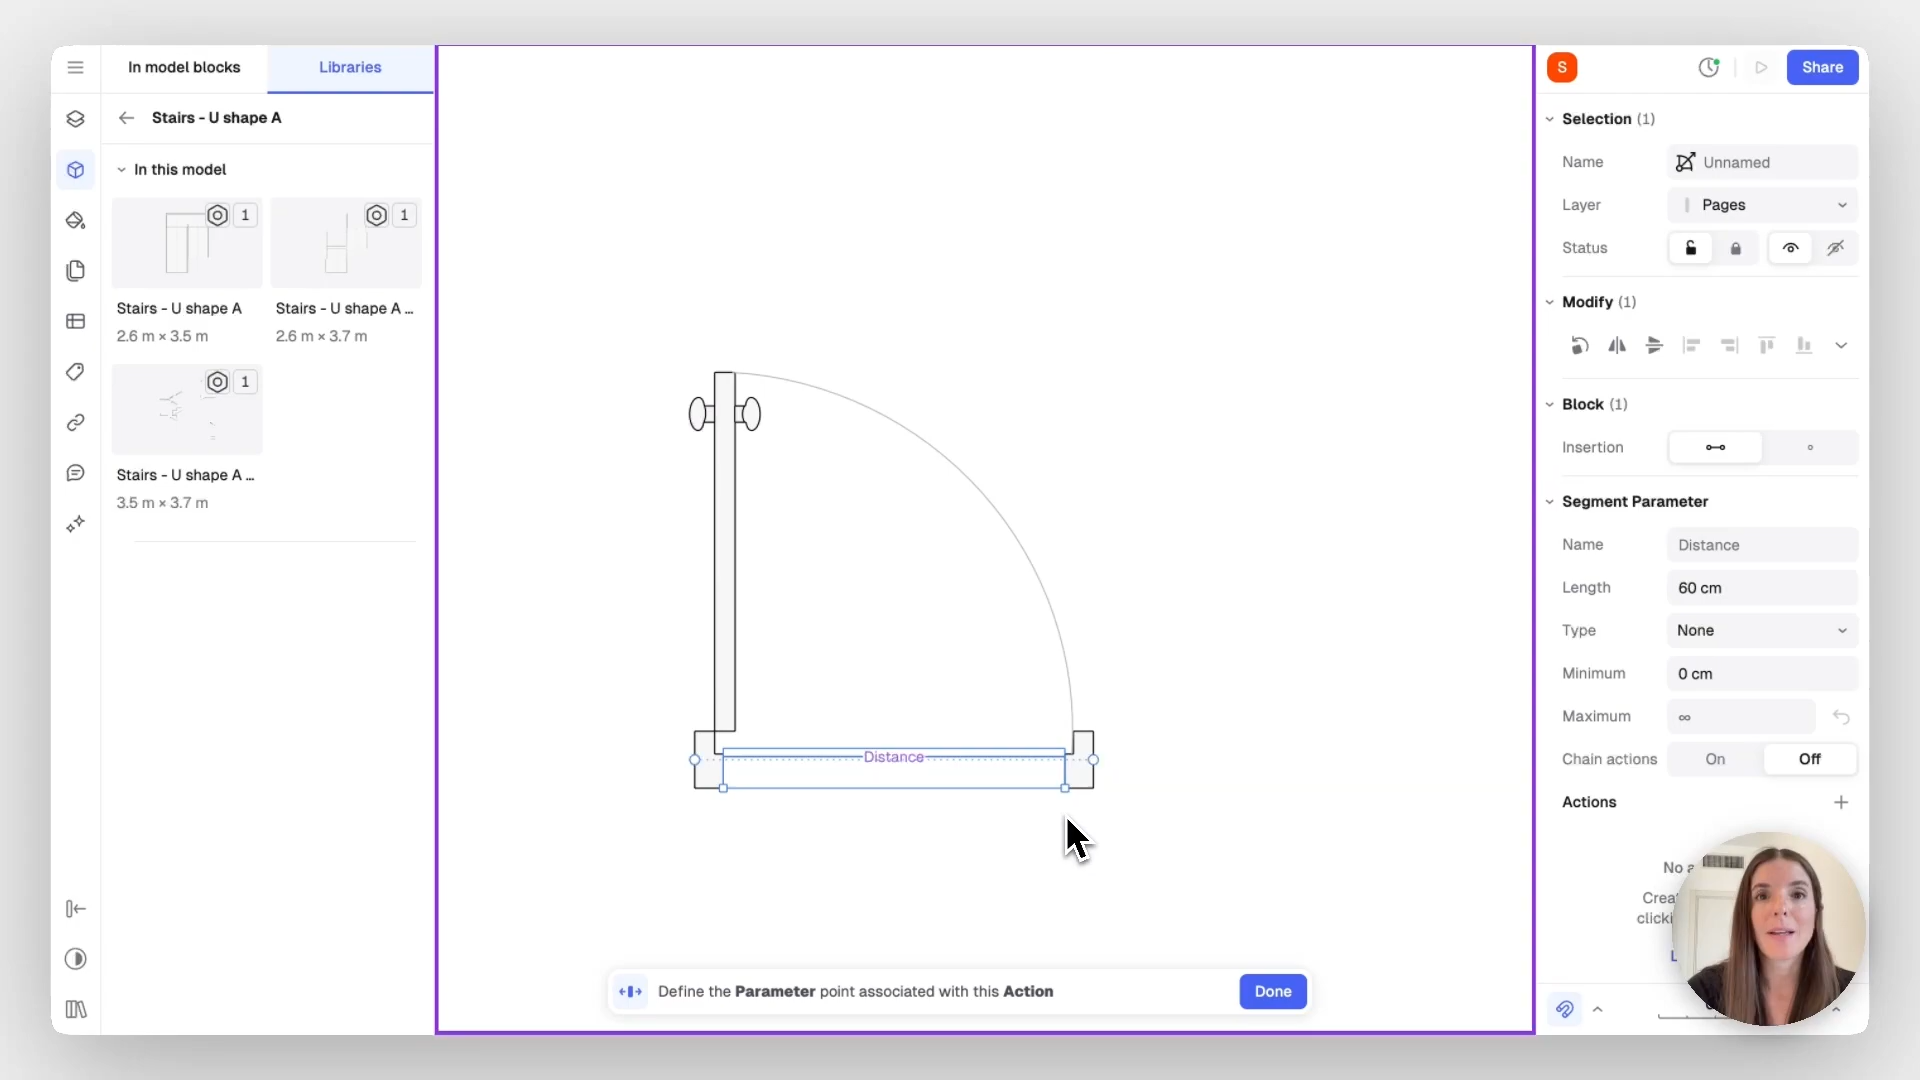 In model blocks
Libraries
Stairs - U shape A
In this model
1
1
Stairs - U shape A
2.6 m × 3.5 m
Stairs - U shape A ...
2.6 m × 3.7 m
1
Stairs - U shape A ...
3.5 m × 3.7 m
Distance
Define the Parameter point associated with this Action
Done
S
Share
Selection (1)
Name
Unnamed
Layer
Pages
Status
Modify (1)
Block (1)
Insertion
Segment Parameter
Name
Distance
Length
60 cm
Type
None
Minimum
0 cm
Maximum
∞
Chain actions
On
Off
Actions
No